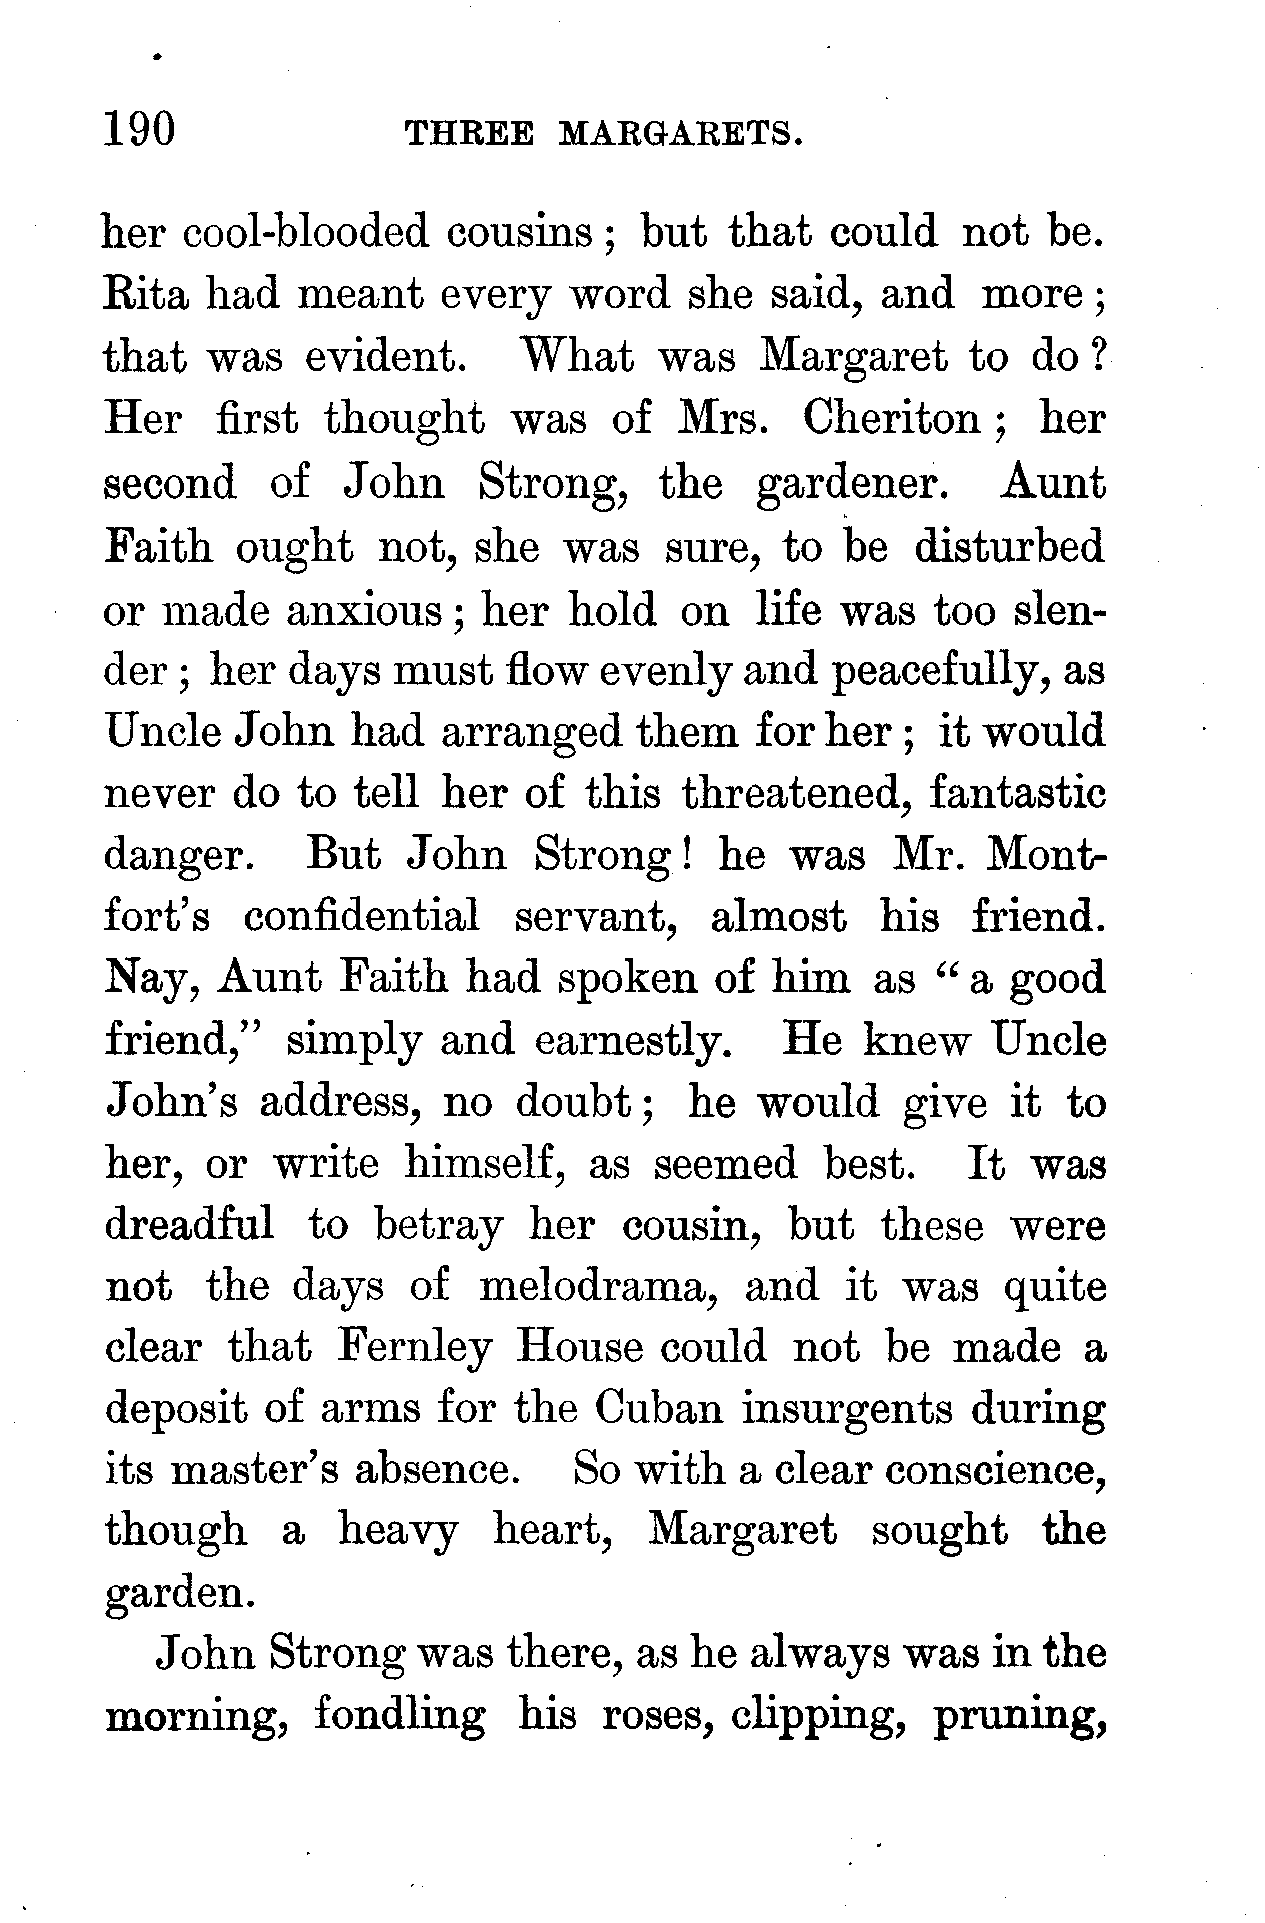 190 THREE MARGARETS.
her cool-blooded cousins; but that could not be.
Rita had meant every word she said, and more;
that was evident. What was Margaret to do?
Her first thought was of Mrs. Cheriton; her
second of John Strong, the gardener. Aunt
Faith ought not, she was sure, to be disturbed
or made anxious; her hold on life was too slen-
der; her days must flow evenly and peacefully, as
Uncle John had arranged them for her; it would
never do to tell her of this threatened, fantastic
danger. But John Strong! he was Mr. Mont-
fort's confidential servant, almost his friend.
Nay, Aunt Faith had spoken of him as "a good
friend," simply and earnestly. He knew Uncle
John's address, no doubt; he would give it to
her, or write himself, as seemed best. It was
dreadful to betray her cousin, but these were
not the days of melodrama, and it was quite
clear that Fernley House could not be made a
deposit of arms for the Cuban insurgents during
its master's absence. So with a clear conscience,
though a heavy heart, Margaret sought the
garden.
John Strong was there, as he always was in the
morning, fondling his roses, clipping, pruning,